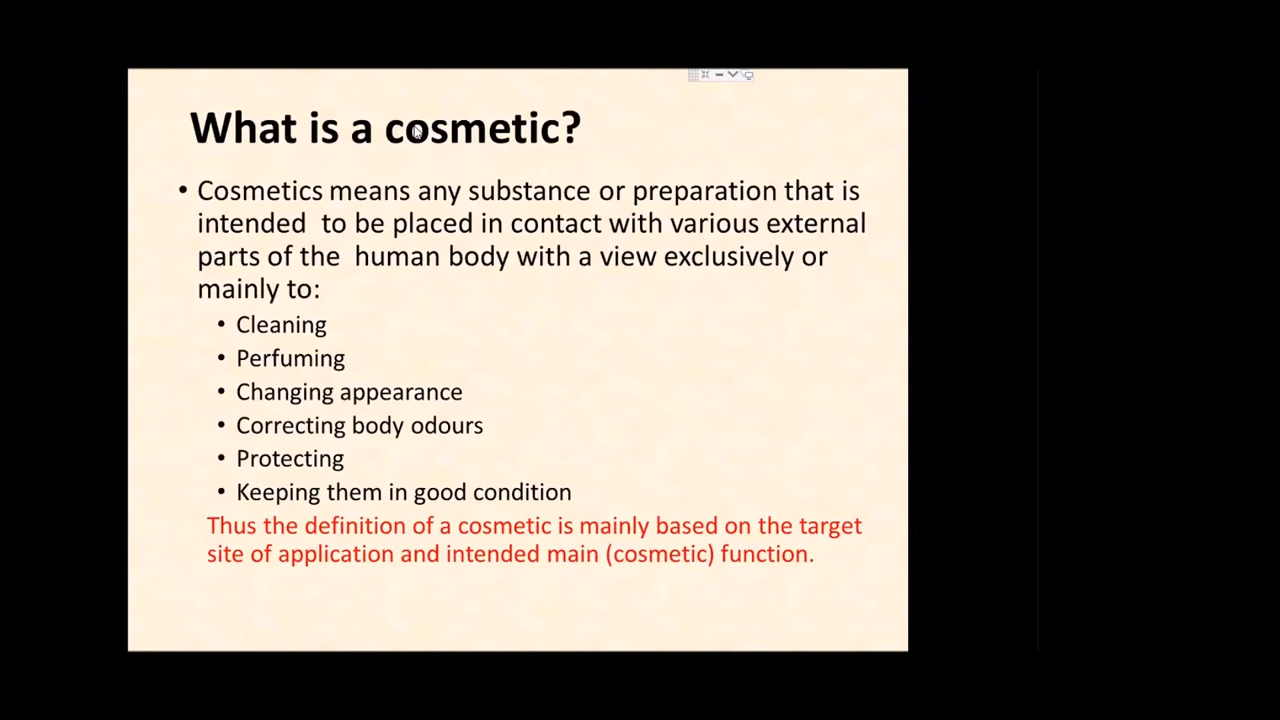 What is a cosmetic?
• Cosmetics means any substance or preparation that is
intended to be placed in contact with various external
parts of the human body with a view exclusively or
mainly to:
• Cleaning
• Perfuming
• Changing appearance
• Correcting body odours
• Protecting
• Keeping them in good condition
Thus the definition of a cosmetic is mainly based on the target
site of application and intended main (cosmetic) function.